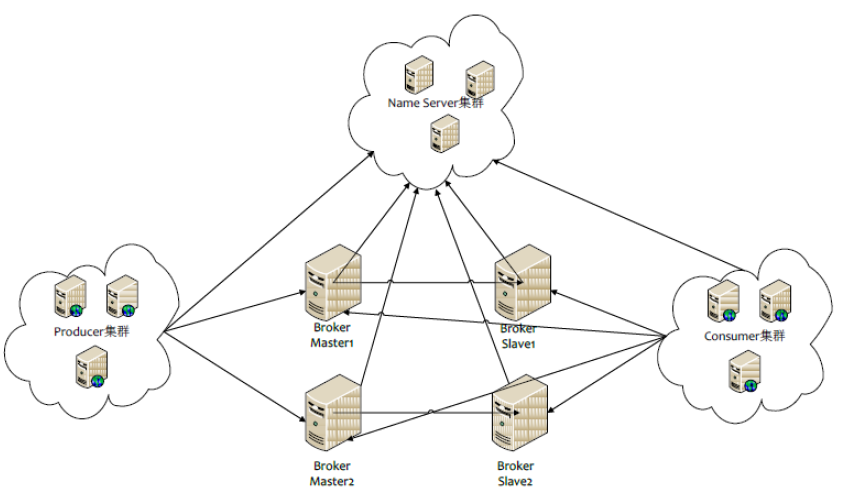 Name Server集群
Producer集群
Broker
Master1
Broker
Slave1
Consumer集群
Broker
Master2
Broker
Slave2